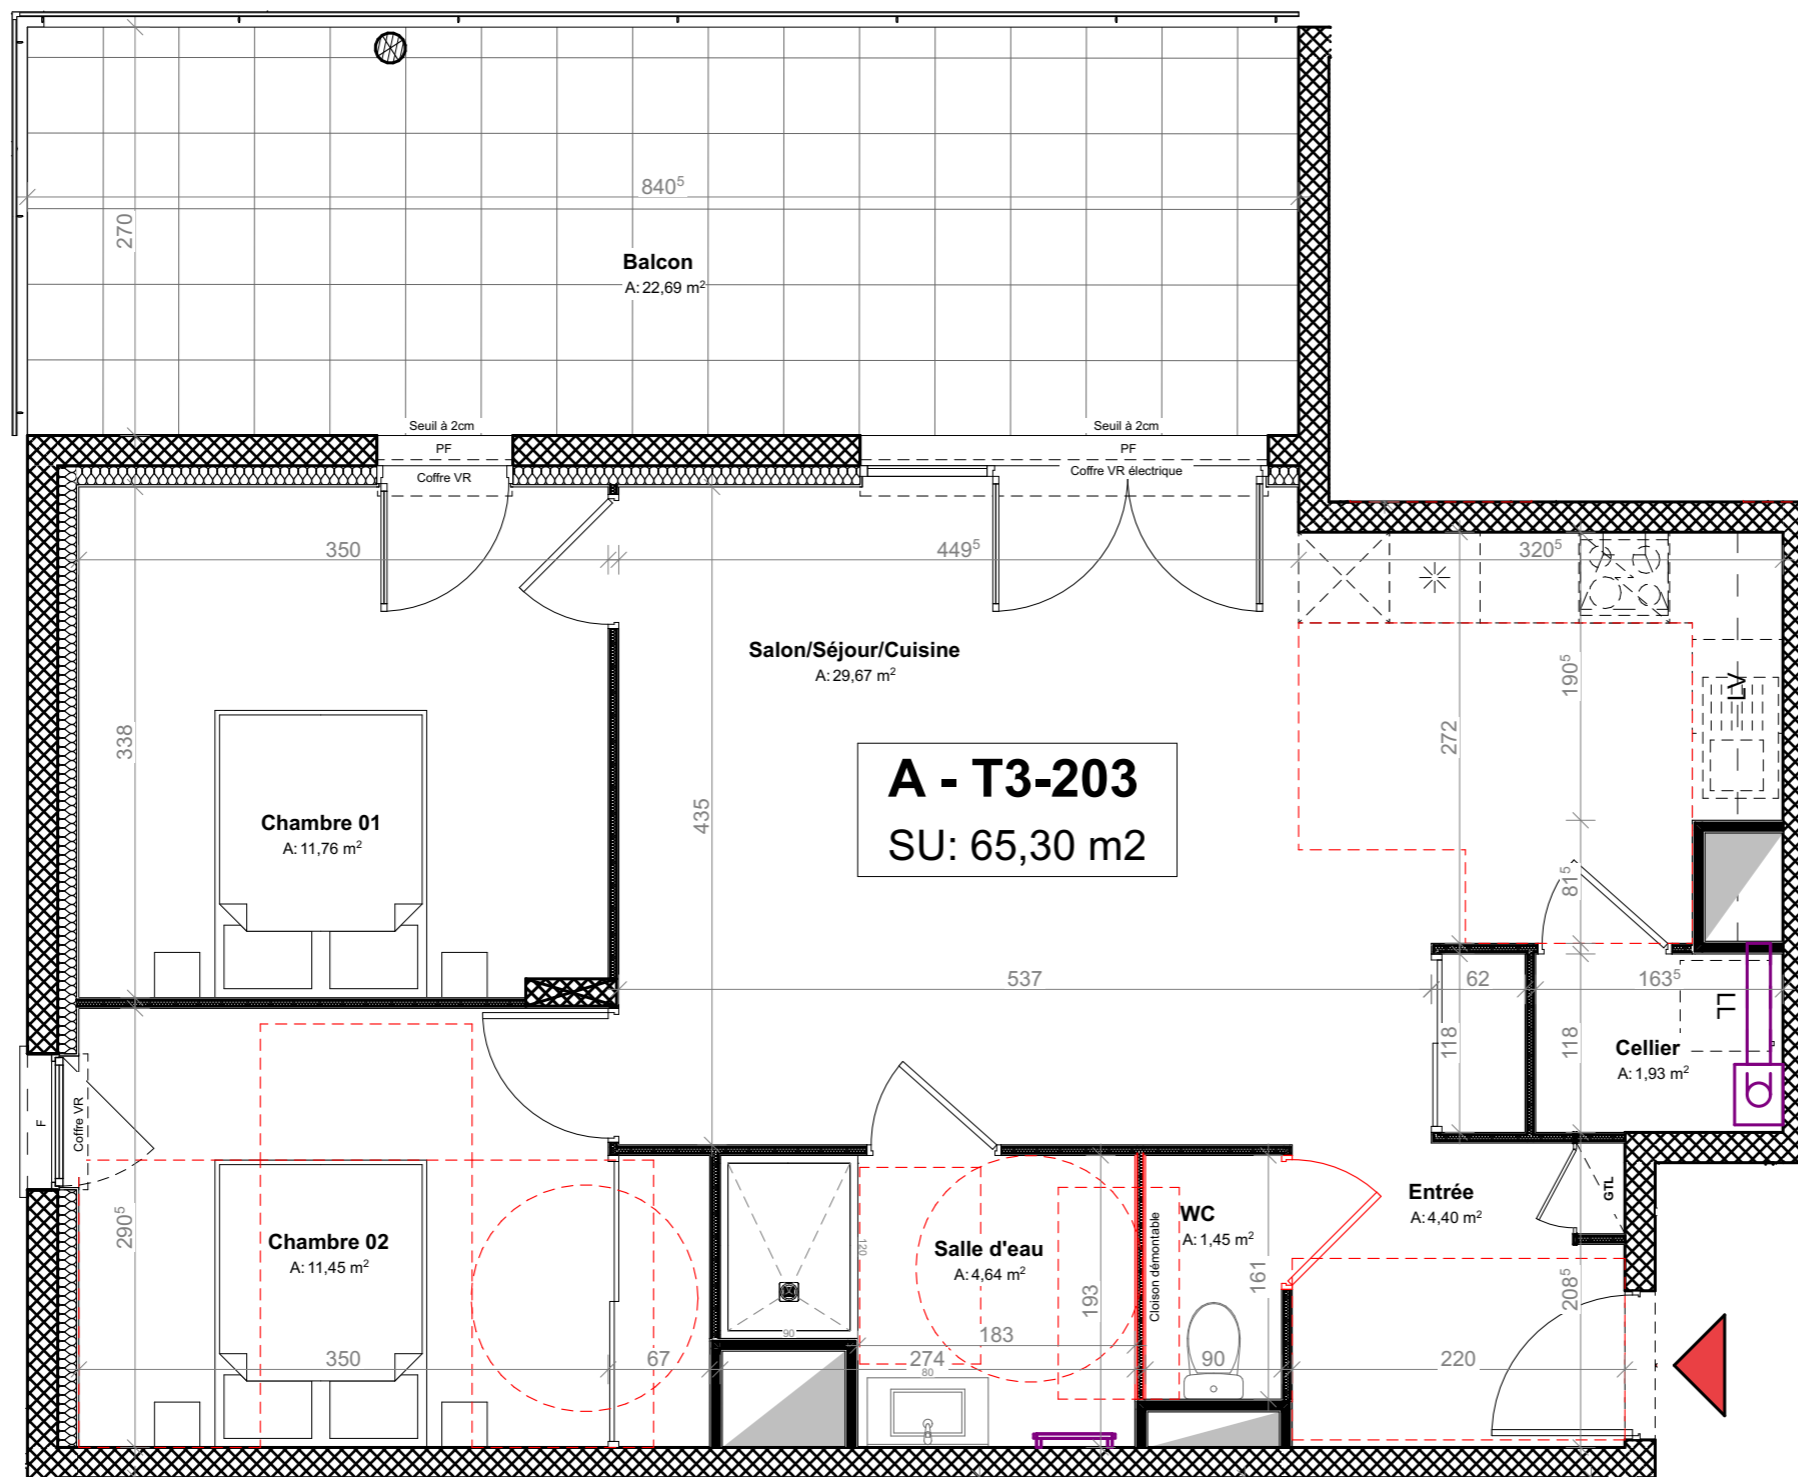 840⁵
270
Balcon
A: 22,69 m²
Seuil à 2cm
PF
Coffre VR
Seuil à 2cm
PF
Coffre VR électrique
350
449⁵
320⁵
Salon/Séjour/Cuisine
A: 29,67 m²
190⁵
LV
272
338
435
A - T3-203
SU: 65,30 m2
Chambre 01
A: 11,76 m²
81⁵
537
62
163⁵
LL
118
118
Cellier
A: 1,93 m²
F
Coffre VR
GTL
Entrée
A: 4,40 m²
WC
A: 1,45 m²
Cloison démontable
290⁵
Chambre 02
A: 11,45 m²
120
Salle d'eau
A: 4,64 m²
193
161
208⁵
90
183
350
67
274
80
90
220